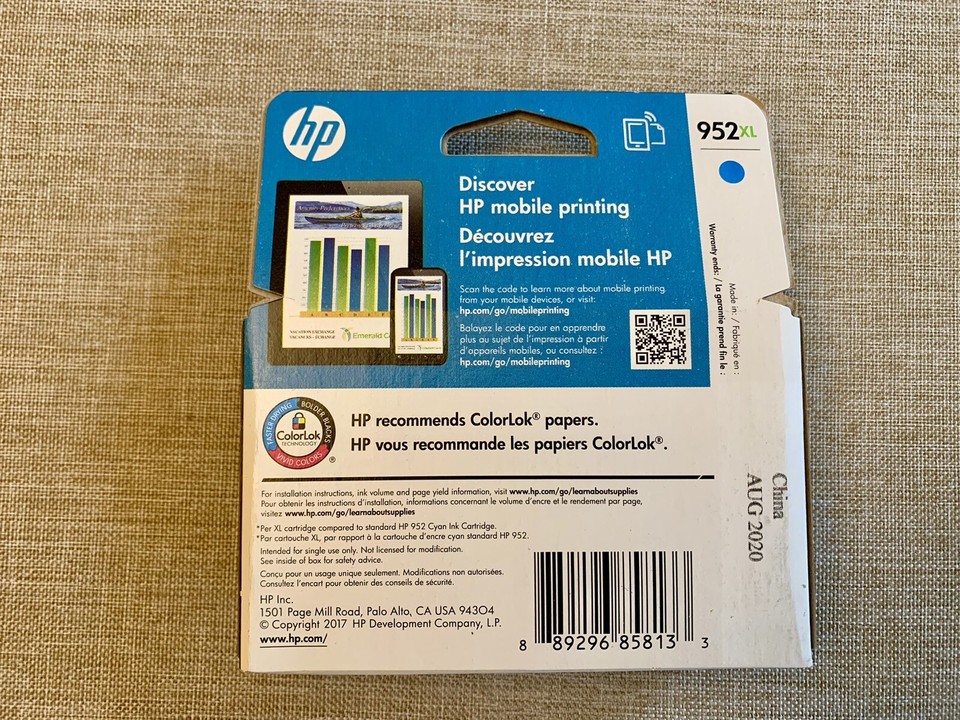 hp
952XL
Discover
HP mobile printing
Découvrez
l'impression mobile HP
Scan the code to learn more about mobile printing
from your mobile devices, or visit:
hp.com/go/mobileprinting
Balayez le code pour en apprendre
plus au sujet de l'impression à partir
d'appareils mobiles, ou consultez :
hp.com/go/mobileprinting
VACATION EXCHANGE
Emerald
Made in: / Fabriqué en :
Warranty ends: / La garantie prend fin le :
China
AUG 2020
FASTER DRYING
BOLDER BLACKS
VIVID COLORS
ColorLok
TECHNOLOGY
®
HP recommends ColorLok® papers.
HP vous recommande les papiers ColorLok®.
For installation instructions, ink volume and page yield information, visit www.hp.com/go/learnaboutsupplies
Pour obtenir les instructions d'installation, informations concernant le volume d'encre et le rendement par page,
visitez www.hp.com/go/learnaboutsupplies
*Per XL cartridge compared to standard HP 952 Cyan Ink Cartridge.
*Par cartouche XL, par rapport à la cartouche d'encre cyan standard HP 952.
Intended for single use only. Not licensed for modification.
See inside of box for safety advice.
Conçu pour un usage unique seulement. Modifications non autorisées.
Consultez l'encart pour obtenir des conseils de sécurité.
HP Inc.
1501 Page Mill Road, Palo Alto, CA USA 94304
© Copyright 2017 HP Development Company, L.P.
www.hp.com/
8 89296 85813 3